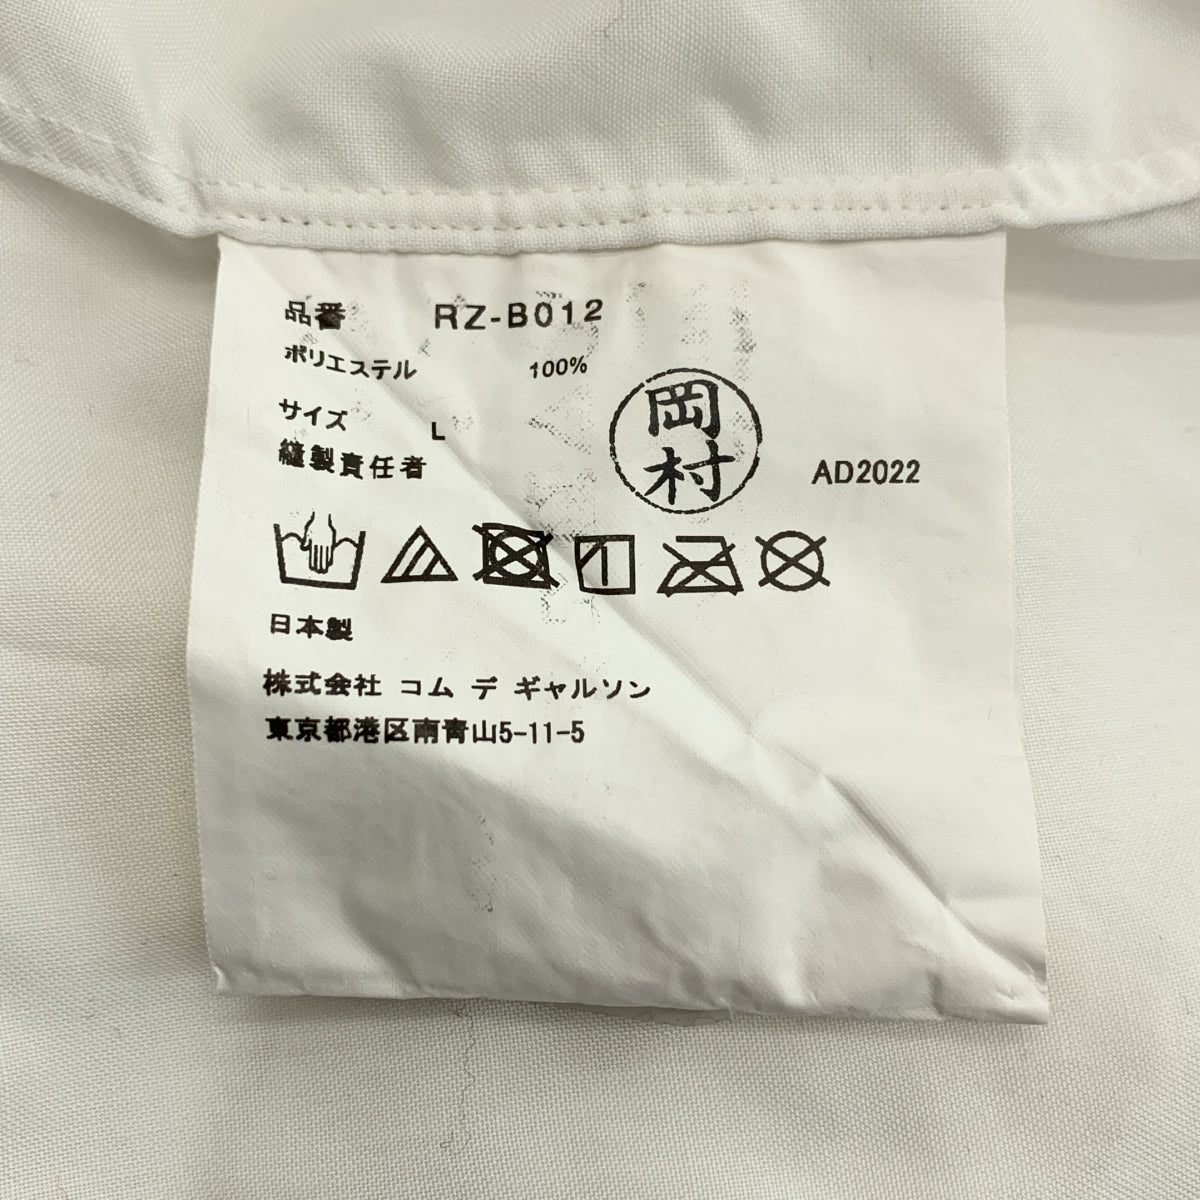 品番 RZ-B012
ポリエステル 100%
サイズ L
縫製責任者 岡村 AD2022
日本製
株式会社 コム デ ギャルソン
東京都港区南青山5-11-5